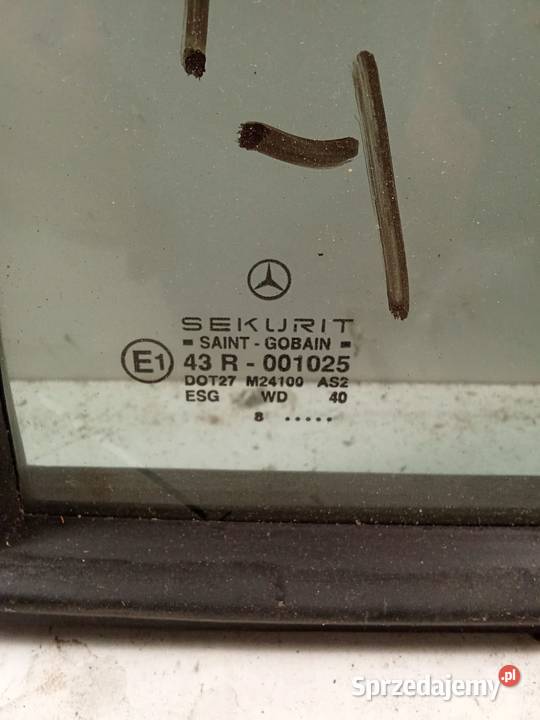 SEKURIT
SAINT - GOBAIN
E1 43 R - 001025
DOT27 M24100 AS2
ESG WD 40
8 .....
Sprzedajemy.pl